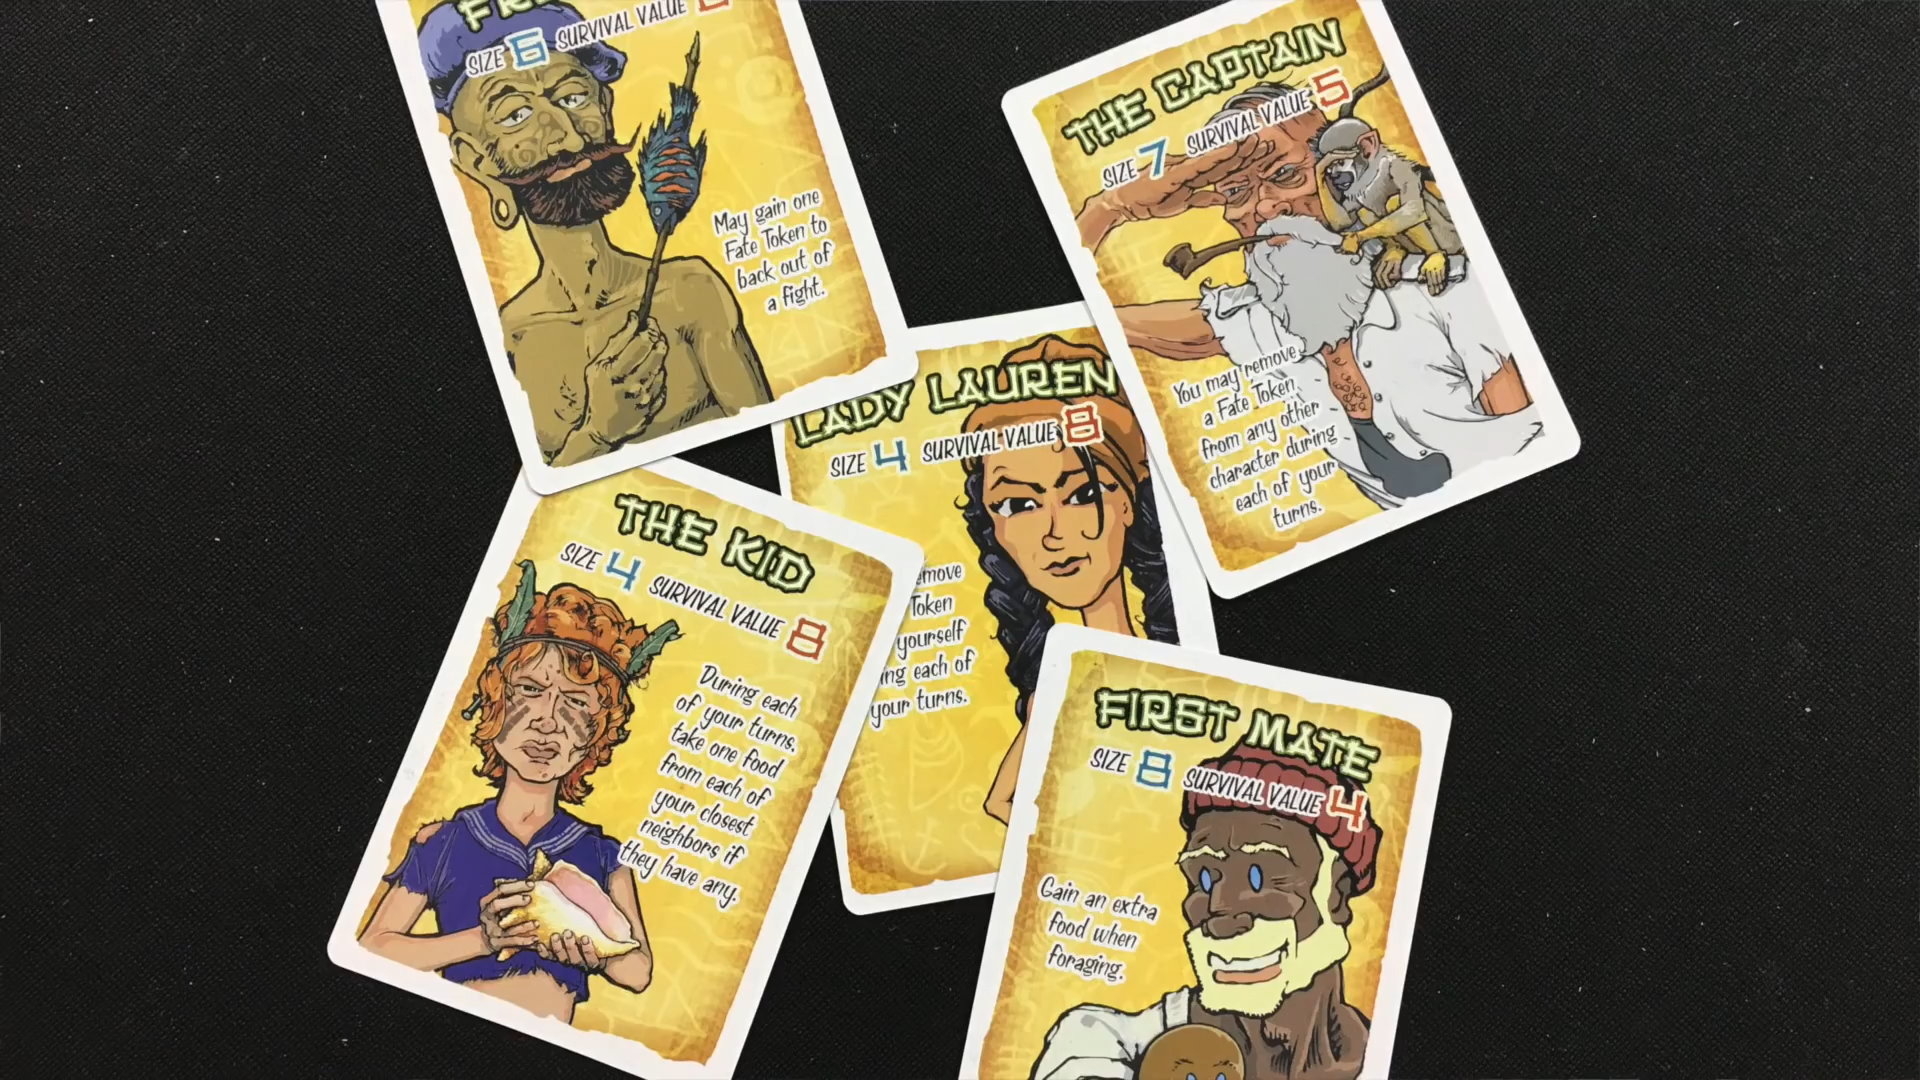 SIZE 6 SURVIVAL VALUE
May gain one
Fate Token to
back out of
a fight.
THE CAPTAIN
SIZE 7 SURVIVAL VALUE 5
You may remove
a Fate Token
from any other
character during
each of your
turns.
LADY LAUREN
SIZE 4 SURVIVAL VALUE 8
Token
yourself
each of
your turns.
THE KID
SIZE 4 SURVIVAL VALUE 8
During each
of your turns,
take one food
from each of
your closest
neighbors if
they have any.
FIRST MATE
SIZE 8 SURVIVAL VALUE 4
Gain an extra
food when
foraging.